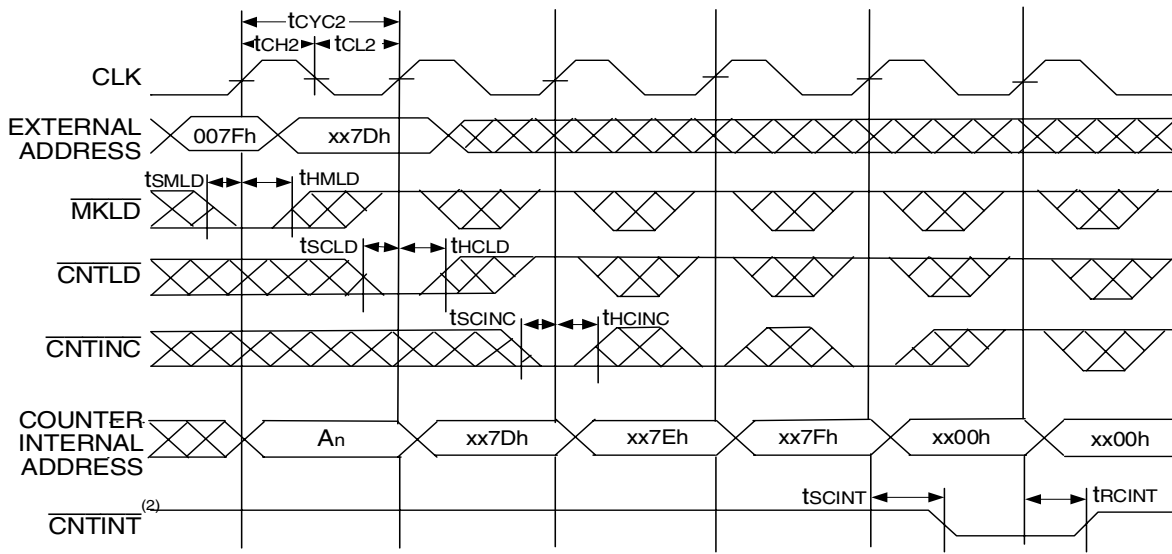 tCYC2
tCH2 tCL2
CLK
EXTERNAL
ADDRESS
007Fh xx7Dh
tSMLD tHMLD
MKLD
tSCLD tHCLD
CNTLD
tSCINC tHCINC
CNTINC
COUNTER
INTERNAL
ADDRESS
An xx7Dh xx7Eh xx7Fh xx00h xx00h
tSCINT tRCINT
CNTINT (2)